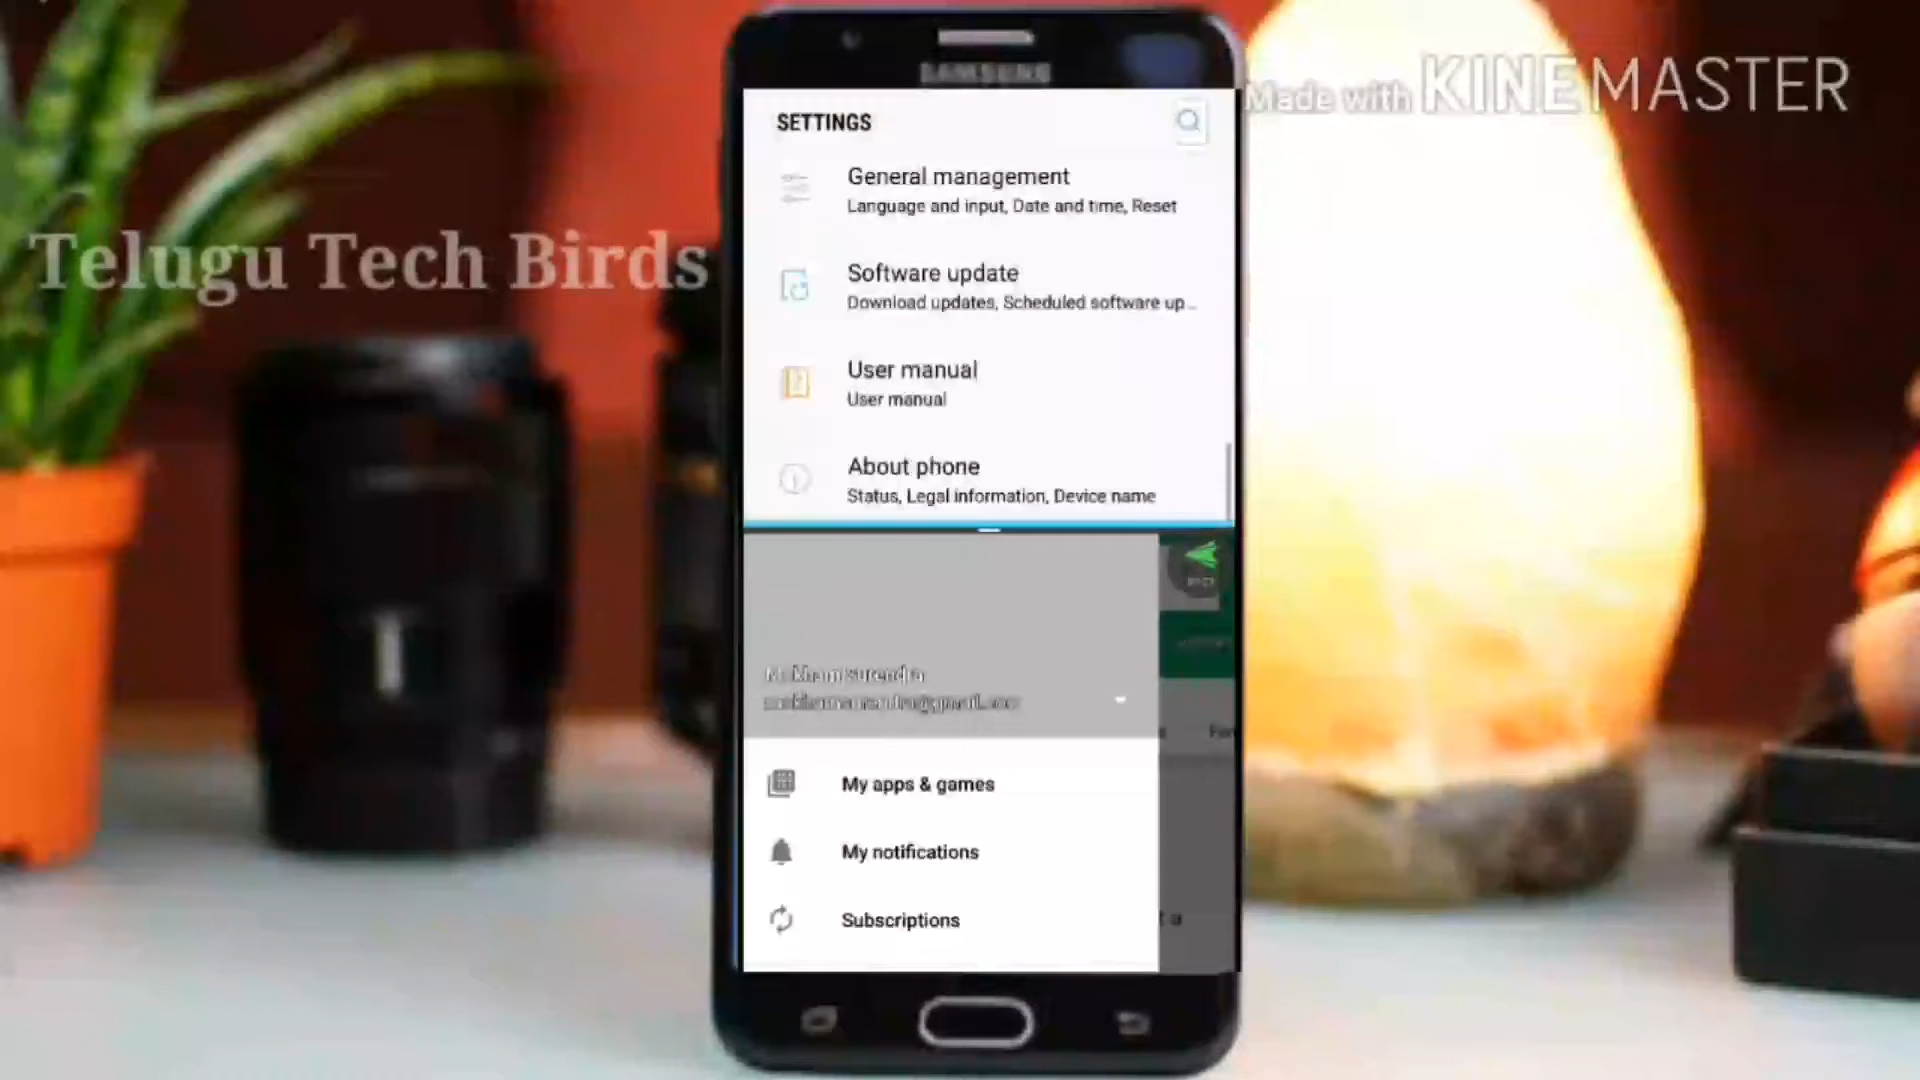 SAMSUNG
Made with KINEMASTER
SETTINGS
General management
Language and input, Date and time, Reset
Telugu Tech Birds
Software update
Download updates, Scheduled software up...
User manual
User manual
About phone
Status, Legal information, Device name
My apps & games
My notifications
Subscriptions